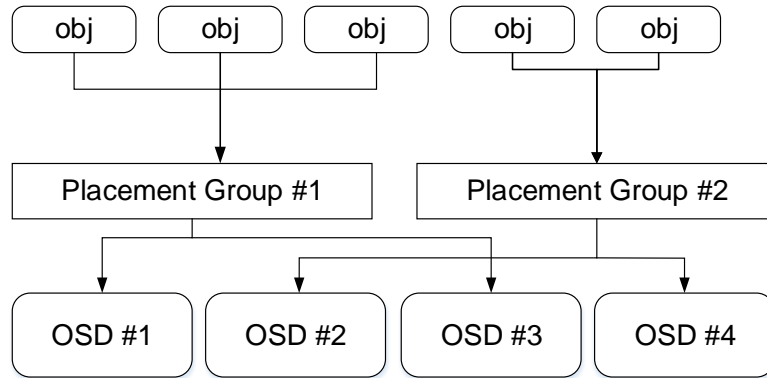 obj obj obj obj obj
Placement Group #1 Placement Group #2
OSD #1 OSD #2 OSD #3 OSD #4